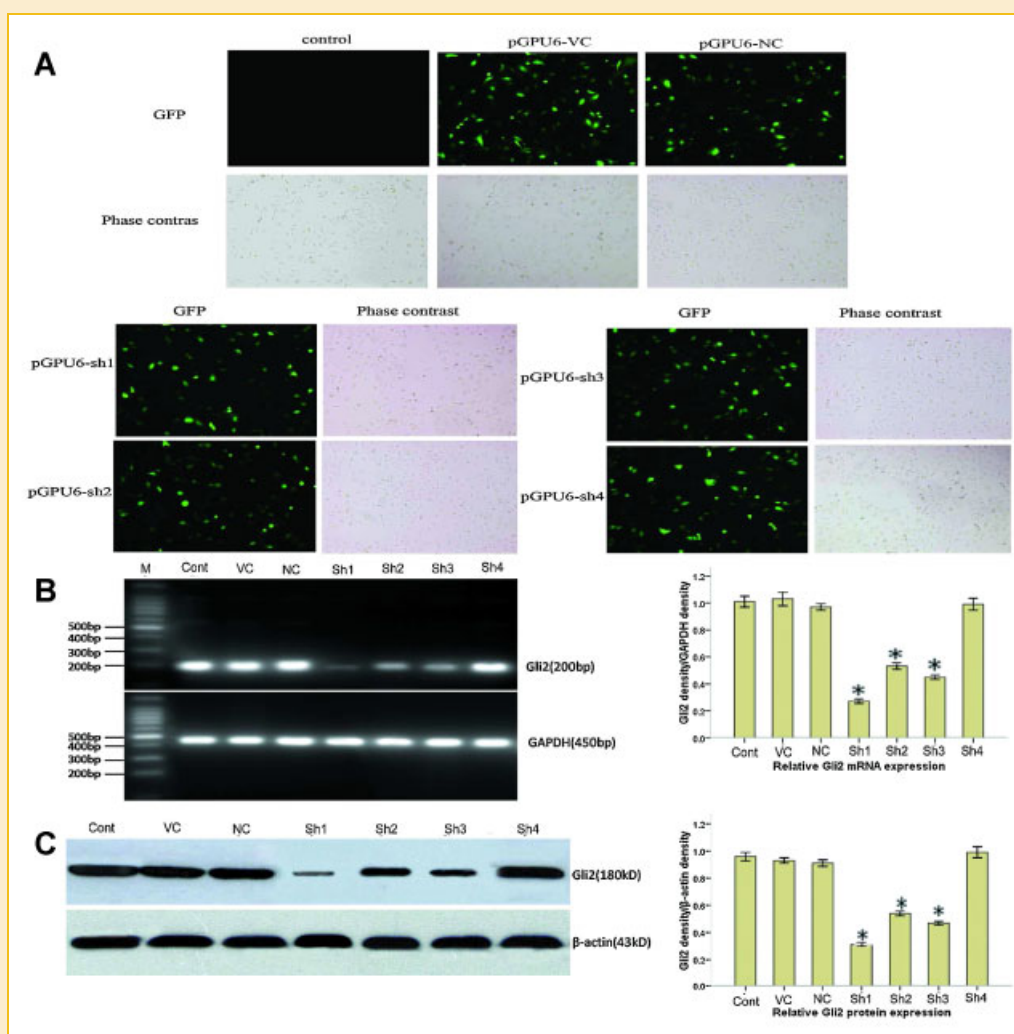 control pGPU6-VC pGPU6-NC
A
GFP
Phase contras
GFP Phase contrast GFP Phase contrast
pGPU6-sh1 pGPU6-sh3
pGPU6-sh2 pGPU6-sh4
B
M Cont VC NC Sh1 Sh2 Sh3 Sh4
500bp
400bp
300bp
200bp
Gli2(200bp)
500bp
400bp
300bp
200bp
GAPDH(450bp)
Gli2 density/GAPDH density
1.2
1.0
0.8
0.6
0.4
0.2
0.0
* * *
Cont VC NC Sh1 Sh2 Sh3 Sh4
Relative Gli2 mRNA expression
C
Cont VC NC Sh1 Sh2 Sh3 Sh4
Gli2(180kD)
β-actin(43kD)
Gli2 density/β-actin density
1.2
1.0
0.8
0.6
0.4
0.2
0.0
* * *
Cont VC NC Sh1 Sh2 Sh3 Sh4
Relative Gli2 protein expression